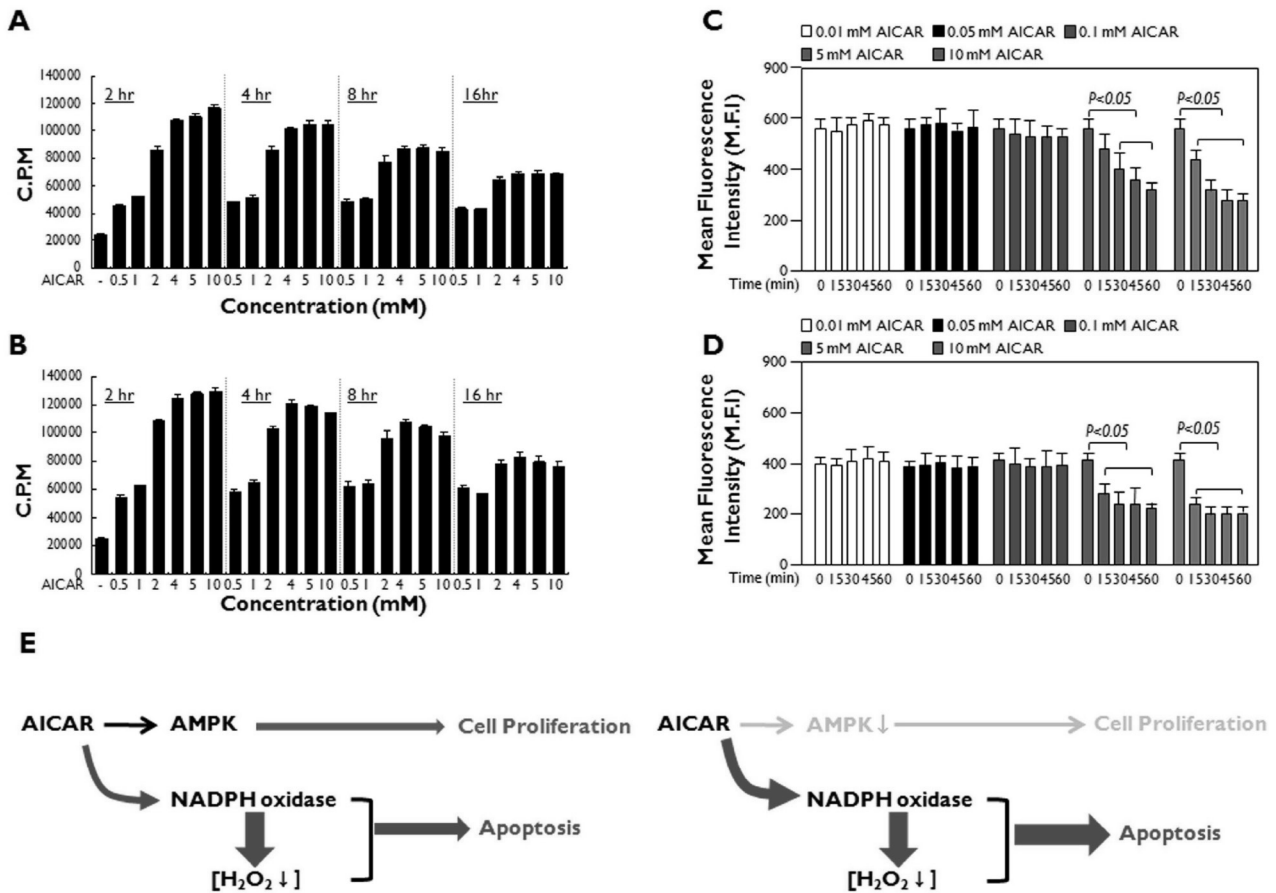 A
C.P.M
140000
120000
100000
80000
60000
40000
20000
0
2 hr
4 hr
8 hr
16hr
AICAR - 0.5 1 2 4 5 10 0.5 1 2 4 5 10 0.5 1 2 4 5 10 0.5 1 2 4 5 10
Concentration (mM)
B
C.P.M
140000
120000
100000
80000
60000
40000
20000
0
2 hr
4 hr
8 hr
16 hr
AICAR - 0.5 1 2 4 5 10 0.5 1 2 4 5 10 0.5 1 2 4 5 10 0.5 1 2 4 5 10
Concentration (mM)
C
0.01 mM AICAR 0.05 mM AICAR 0.1 mM AICAR
5 mM AICAR 10 mM AICAR
Mean Fluorescence
Intensity (M.F.I)
900
600
400
200
0
P<0.05
P<0.05
Time (min) 0 15304560 0 15304560 0 15304560 0 15304560 0 15304560
D
0.01 mM AICAR 0.05 mM AICAR 0.1 mM AICAR
5 mM AICAR 10 mM AICAR
Mean Fluorescence
Intensity (M.F.I)
900
600
400
200
0
P<0.05
P<0.05
Time (min) 0 15304560 0 15304560 0 15304560 0 15304560 0 15304560
E
AICAR AMPK Cell Proliferation
NADPH oxidase
Apoptosis
[H₂O₂ ↓]
AICAR AMPK ↓ Cell Proliferation
NADPH oxidase
Apoptosis
[H₂O₂ ↓]